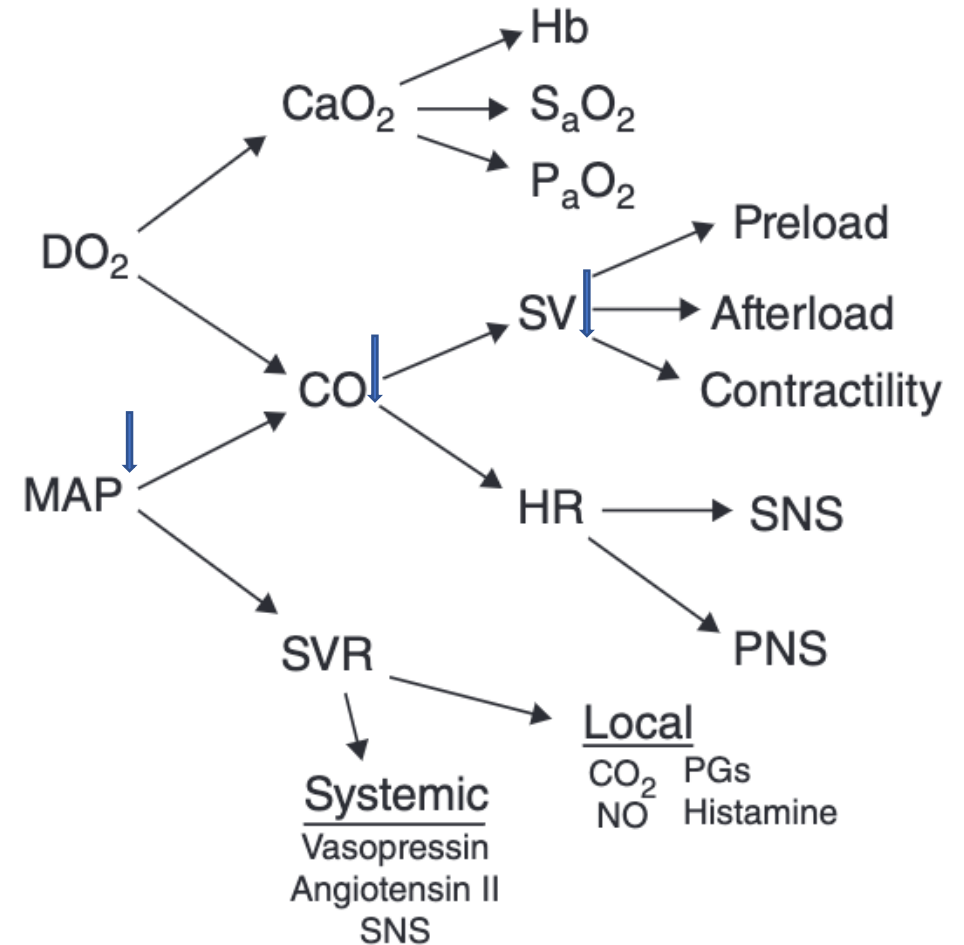 Hb
CaO₂
SₐO₂
PₐO₂
Preload
DO₂
SV
Afterload
CO
Contractility
MAP
HR
SNS
SVR
PNS
Local
CO₂ PGs
NO Histamine
Systemic
Vasopressin
Angiotensin II
SNS